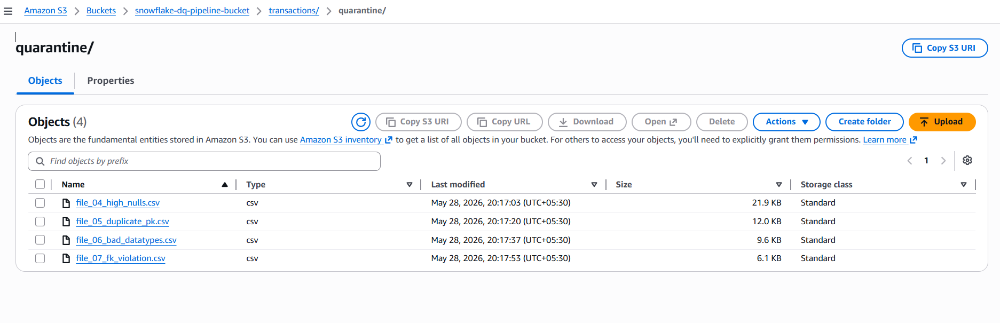 Amazon S3 > Buckets > snowflake-dq-pipeline-bucket > transactions/ > quarantine/
quarantine/
Copy S3 URI
Objects Properties
Objects (4) Copy S3 URI Copy URL Download Open Delete Actions Create folder Upload
Objects are the fundamental entities stored in Amazon S3. You can use Amazon S3 inventory to get a list of all objects in your bucket. For others to access your objects, you'll need to explicitly grant them permissions. Learn more
Find objects by prefix
1
Name Type Last modified Size Storage class
file_04_high_nulls.csv csv May 28, 2026, 20:17:03 (UTC+05:30) 21.9 KB Standard
file_05_duplicate_pk.csv csv May 28, 2026, 20:17:20 (UTC+05:30) 12.0 KB Standard
file_06_bad_datatypes.csv csv May 28, 2026, 20:17:37 (UTC+05:30) 9.6 KB Standard
file_07_fk_violation.csv csv May 28, 2026, 20:17:53 (UTC+05:30) 6.1 KB Standard